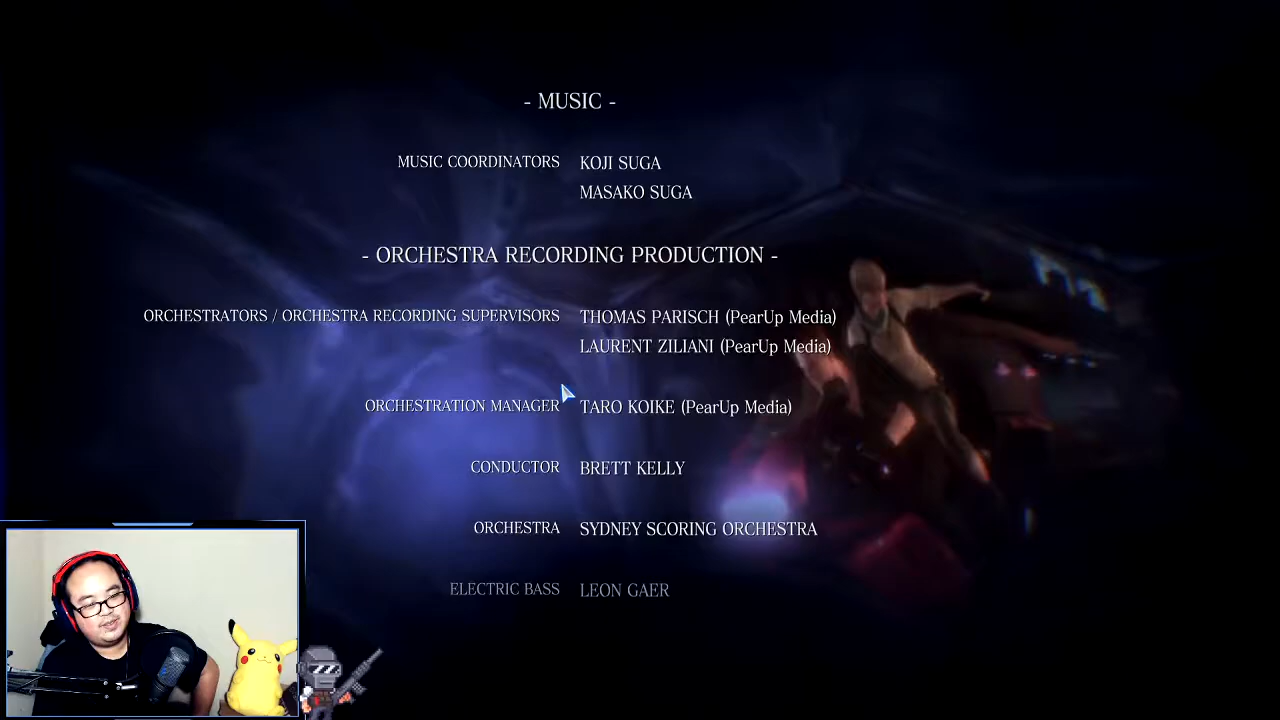 - MUSIC -
MUSIC COORDINATORS KOJI SUGA
MASAKO SUGA
- ORCHESTRA RECORDING PRODUCTION -
ORCHESTRATORS / ORCHESTRA RECORDING SUPERVISORS THOMAS PARISCH (PearUp Media)
LAURENT ZILIANI (PearUp Media)
ORCHESTRATION MANAGER TARO KOIKE (PearUp Media)
CONDUCTOR BRETT KELLY
ORCHESTRA SYDNEY SCORING ORCHESTRA
ELECTRIC BASS LEON GAER